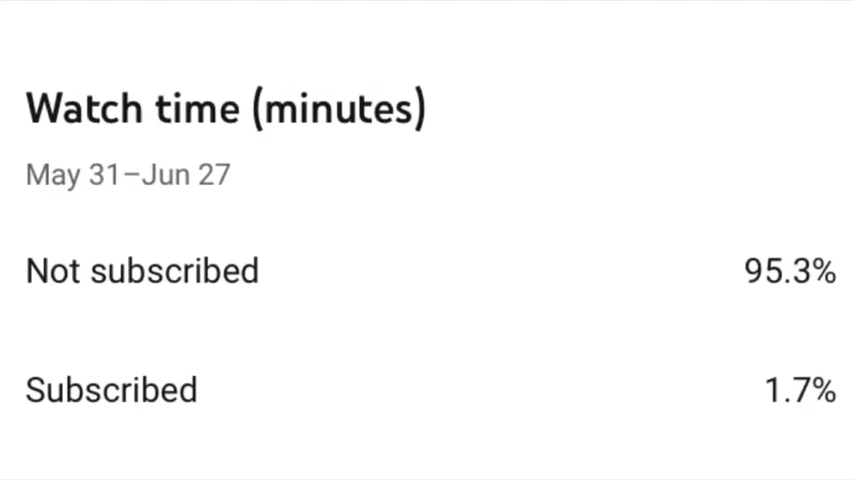 Watch time (minutes)
May 31–Jun 27
Not subscribed 95.3%
Subscribed 1.7%